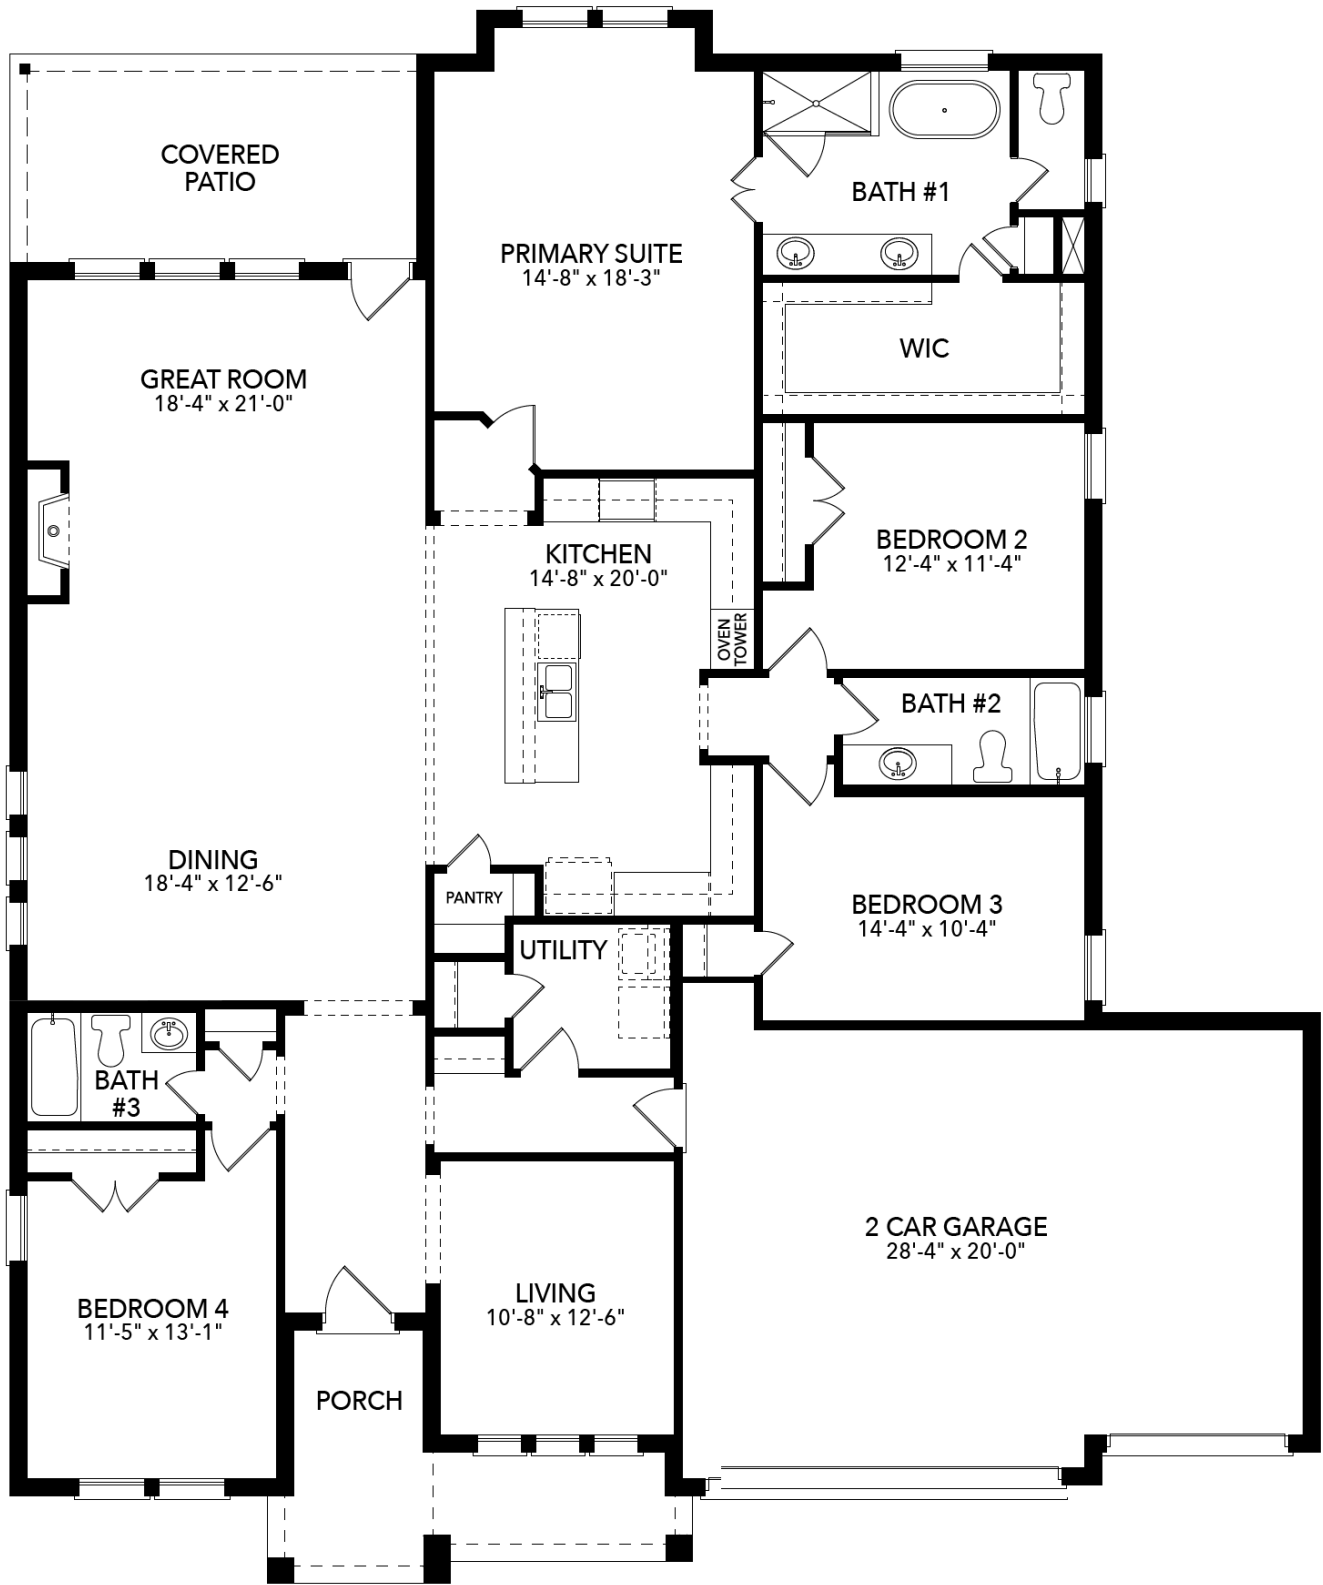 COVERED
PATIO
BATH #1
PRIMARY SUITE
14'-8" x 18'-3"
WIC
GREAT ROOM
18'-4" x 21'-0"
BEDROOM 2
12'-4" x 11'-4"
KITCHEN
14'-8" x 20'-0"
OVEN
TOWER
BATH #2
DINING
18'-4" x 12'-6"
PANTRY
BEDROOM 3
14'-4" x 10'-4"
UTILITY
BATH
#3
2 CAR GARAGE
28'-4" x 20'-0"
LIVING
10'-8" x 12'-6"
BEDROOM 4
11'-5" x 13'-1"
PORCH